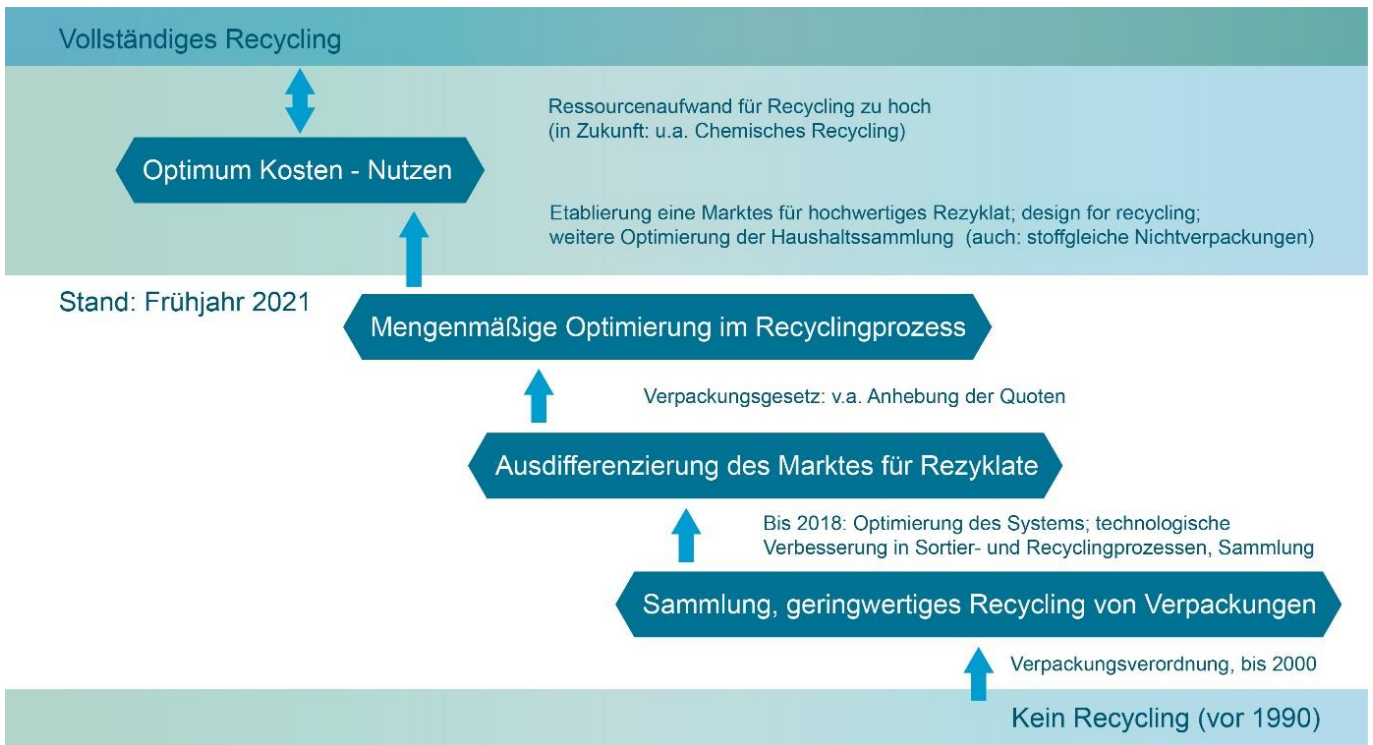 Vollständiges Recycling
Ressourcenaufwand für Recycling zu hoch
(in Zukunft: u.a. Chemisches Recycling)
Optimum Kosten - Nutzen
Etablierung eine Marktes für hochwertiges Rezyklat; design for recycling;
weitere Optimierung der Haushaltssammlung (auch: stoffgleiche Nichtverpackungen)
Stand: Frühjahr 2021
Mengenmäßige Optimierung im Recyclingprozess
Verpackungsgesetz: v.a. Anhebung der Quoten
Ausdifferenzierung des Marktes für Rezyklate
Bis 2018: Optimierung des Systems; technologische
Verbesserung in Sortier- und Recyclingprozessen, Sammlung
Sammlung, geringwertiges Recycling von Verpackungen
Verpackungsverordnung, bis 2000
Kein Recycling (vor 1990)